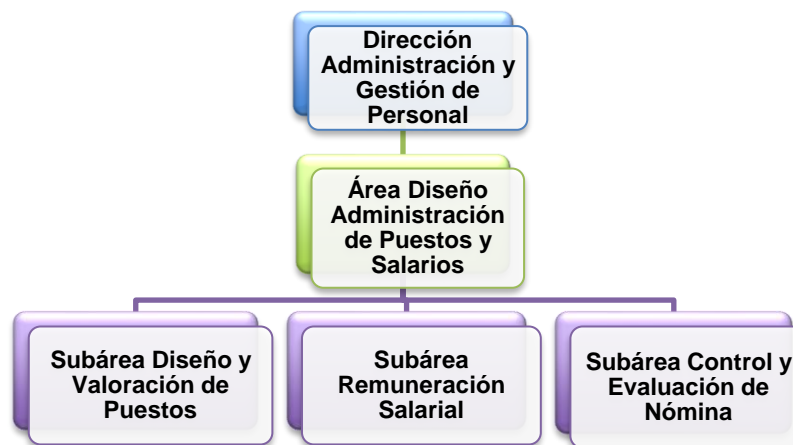 Dirección
Administración y
Gestión de
Personal
Área Diseño
Administración
de Puestos y
Salarios
Subárea Diseño y
Valoración de
Puestos
Subárea
Remuneración
Salarial
Subárea Control y
Evaluación de
Nómina